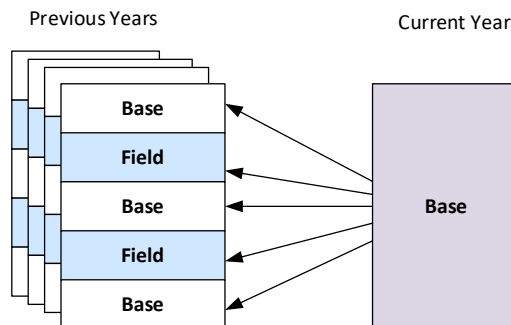 Previous Years
Current Year
Base
Field
Base
Field
Base
Base